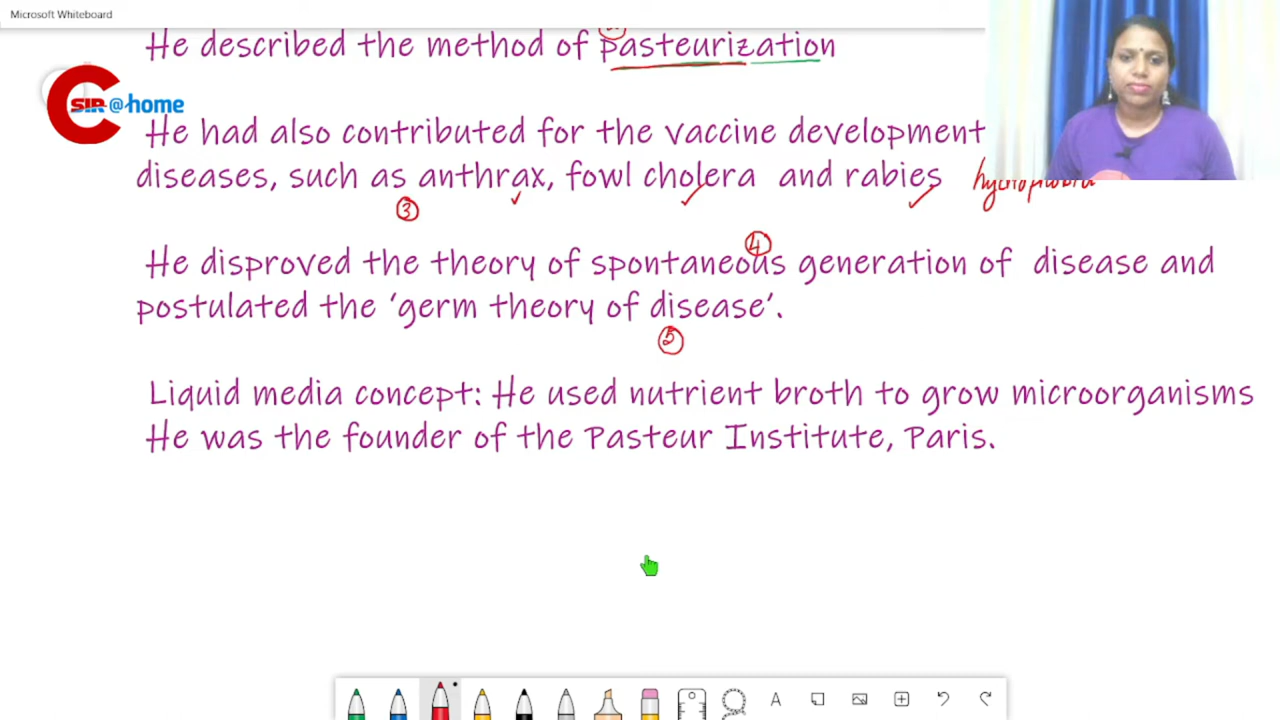 Microsoft Whiteboard
He described the method of pasteurization
CSIR@home
He had also contributed for the vaccine development
diseases, such as anthrax, fowl cholera and rabies hydrophobia
③
④
He disproved the theory of spontaneous generation of disease and
postulated the ‘germ theory of disease’.
⑤
Liquid media concept: He used nutrient broth to grow microorganisms
He was the founder of the Pasteur Institute, Paris.
A